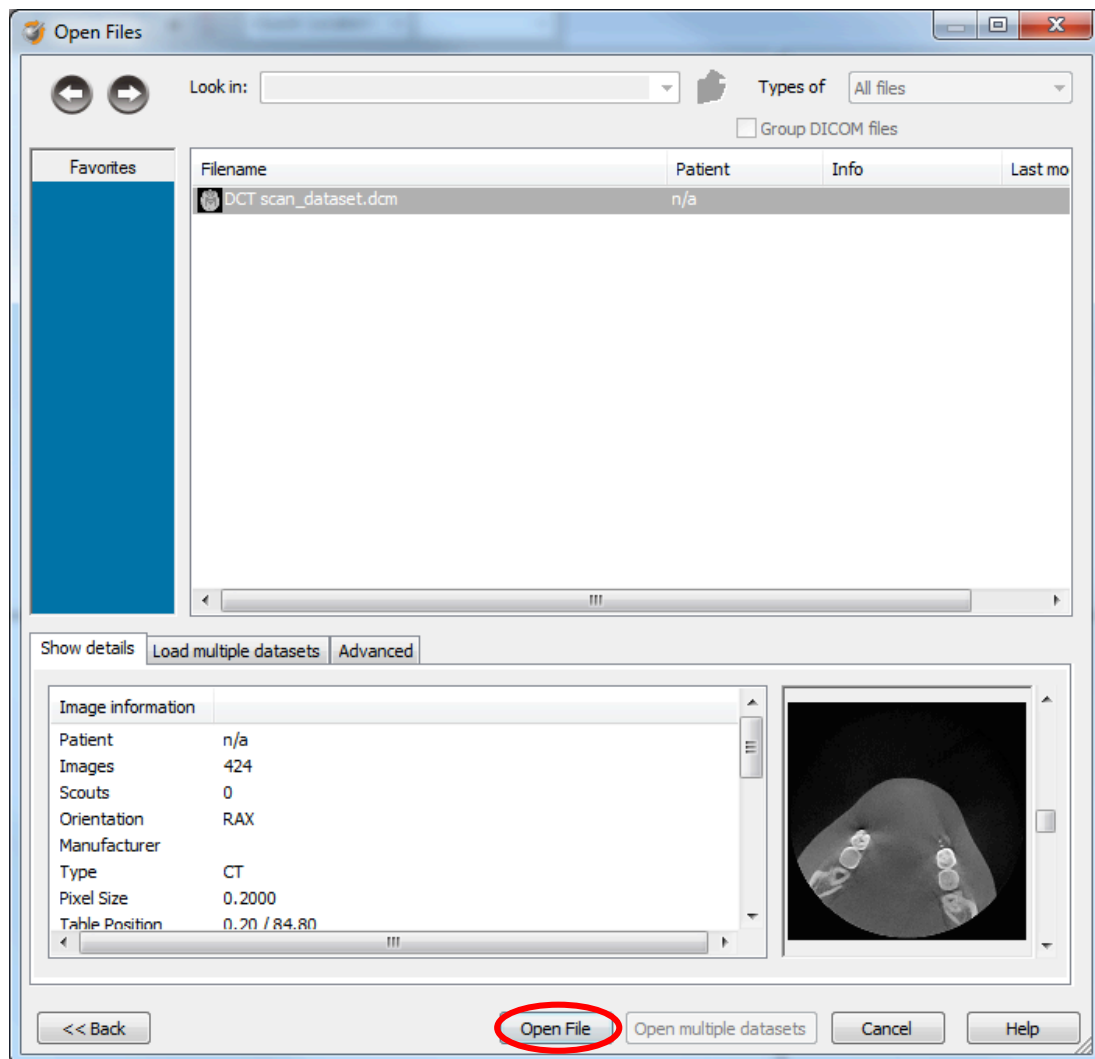 Open Files
Look in:
Types of
All files
Group DICOM files
Favorites
Filename Patient Info Last mo
DCT scan_dataset.dcm n/a
Show details Load multiple datasets Advanced
Image information
Patient n/a
Images 424
Scouts 0
Orientation RAX
Manufacturer
Type CT
Pixel Size 0.2000
Table Position 0.20 / 84.80
<< Back Open File Open multiple datasets Cancel Help